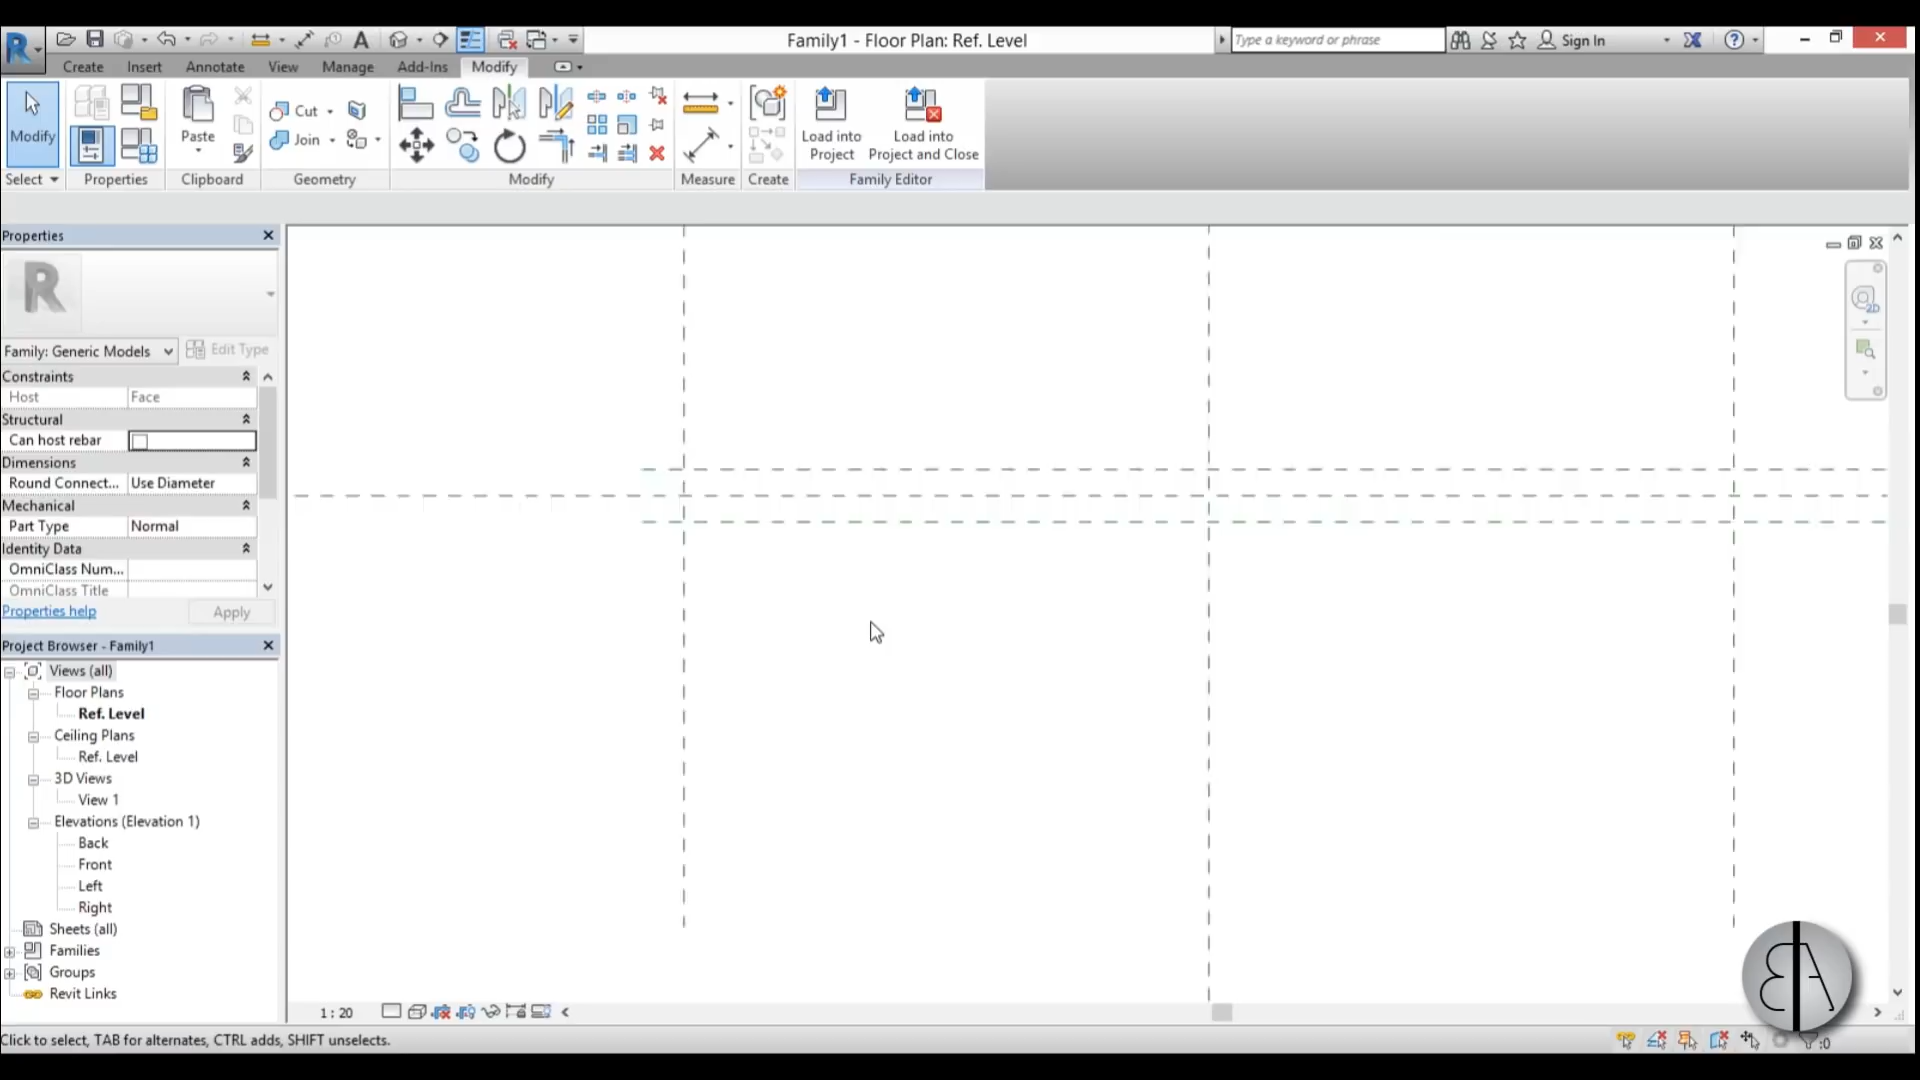 Family1 - Floor Plan: Ref. Level
Type a keyword or phrase
Sign In
Create Insert Annotate View Manage Add-Ins Modify
Modify
Paste
Cut
Join
Load into Project
Load into Project and Close
Select Properties Clipboard Geometry Modify Measure Create Family Editor
Properties
Family: Generic Models Edit Type
Constraints
Host Face
Structural
Can host rebar
Dimensions
Round Connect... Use Diameter
Mechanical
Part Type Normal
Identity Data
OmniClass Num...
OmniClass Title
Properties help Apply
Project Browser - Family1
Views (all)
Floor Plans
Ref. Level
Ceiling Plans
Ref. Level
3D Views
View 1
Elevations (Elevation 1)
Back
Front
Left
Right
Sheets (all)
Families
Groups
Revit Links
2D
1 : 20
Click to select, TAB for alternates, CTRL adds, SHIFT unselects.
:0